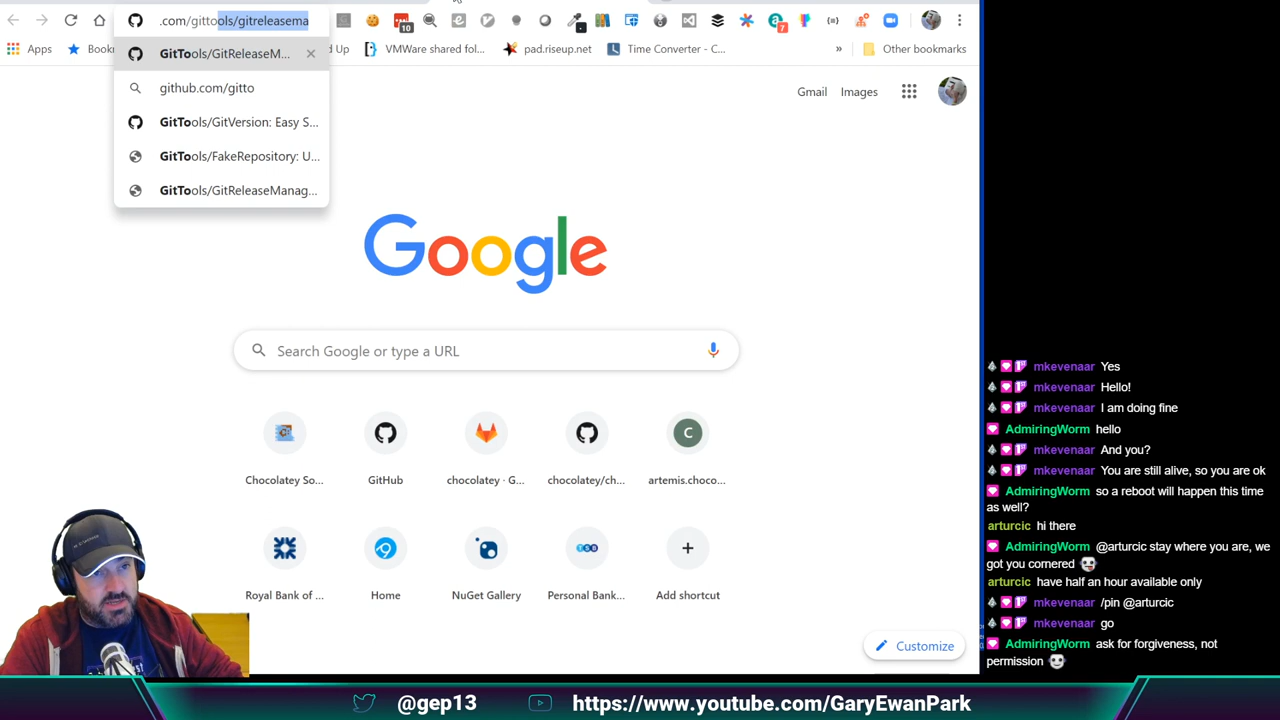 .com/gittools/gitreleasema
10
7
Apps
Book
d Up
VMWare shared fol...
pad.riseup.net
Time Converter - C...
»
Other bookmarks
GitTools/GitReleaseM...
github.com/gitto
GitTools/GitVersion: Easy S...
GitTools/FakeRepository: U...
GitTools/GitReleaseManag...
Gmail
Images
Google
Search Google or type a URL
C
Chocolatey So...
GitHub
chocolatey · G...
chocolatey/ch...
artemis.choco...
TSB
Royal Bank of ...
Home
NuGet Gallery
Personal Bank...
Add shortcut
Customize
mkevenaar Yes
mkevenaar Hello!
mkevenaar I am doing fine
AdmiringWorm hello
mkevenaar And you?
mkevenaar You are still alive, so you are ok
AdmiringWorm so a reboot will happen this time
as well?
arturcic hi there
AdmiringWorm @arturcic stay where you are, we
got you cornered
arturcic have half an hour available only
mkevenaar /pin @arturcic
mkevenaar go
AdmiringWorm ask for forgiveness, not
permission
@gep13
https://www.youtube.com/GaryEwanPark